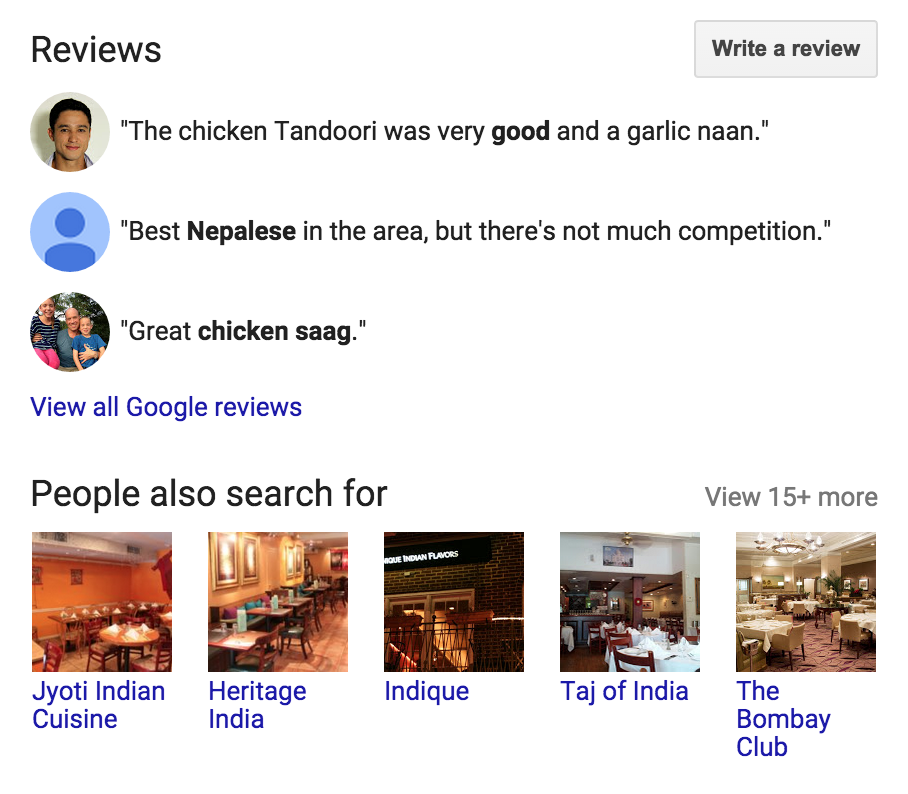 Reviews
Write a review
"The chicken Tandoori was very good and a garlic naan."
"Best Nepalese in the area, but there's not much competition."
"Great chicken saag."
View all Google reviews
People also search for
View 15+ more
NIQUE INDIAN FLAVORS
Jyoti Indian
Cuisine
Heritage
India
Indique
Taj of India
The
Bombay
Club